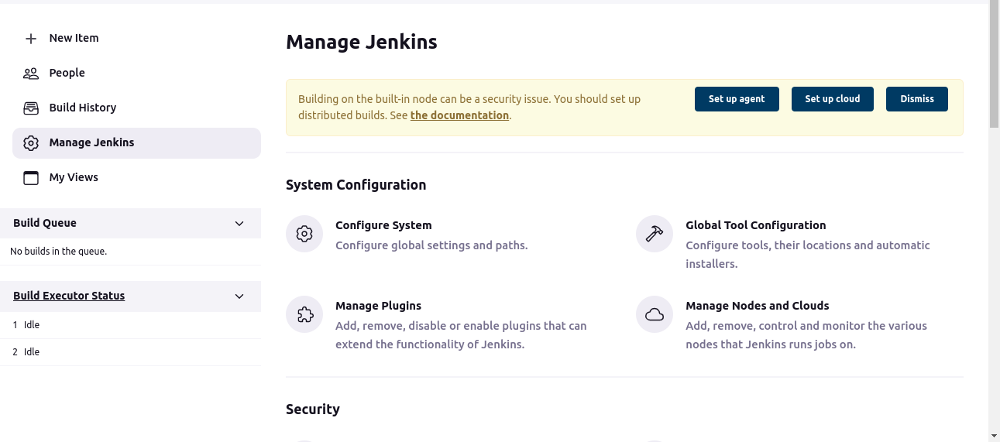 New Item
People
Build History
Manage Jenkins
My Views
Build Queue
No builds in the queue.
Build Executor Status
1 Idle
2 Idle
Manage Jenkins
Building on the built-in node can be a security issue. You should set up
distributed builds. See the documentation.
Set up agent
Set up cloud
Dismiss
System Configuration
Configure System
Configure global settings and paths.
Global Tool Configuration
Configure tools, their locations and automatic
installers.
Manage Plugins
Add, remove, disable or enable plugins that can
extend the functionality of Jenkins.
Manage Nodes and Clouds
Add, remove, control and monitor the various
nodes that Jenkins runs jobs on.
Security